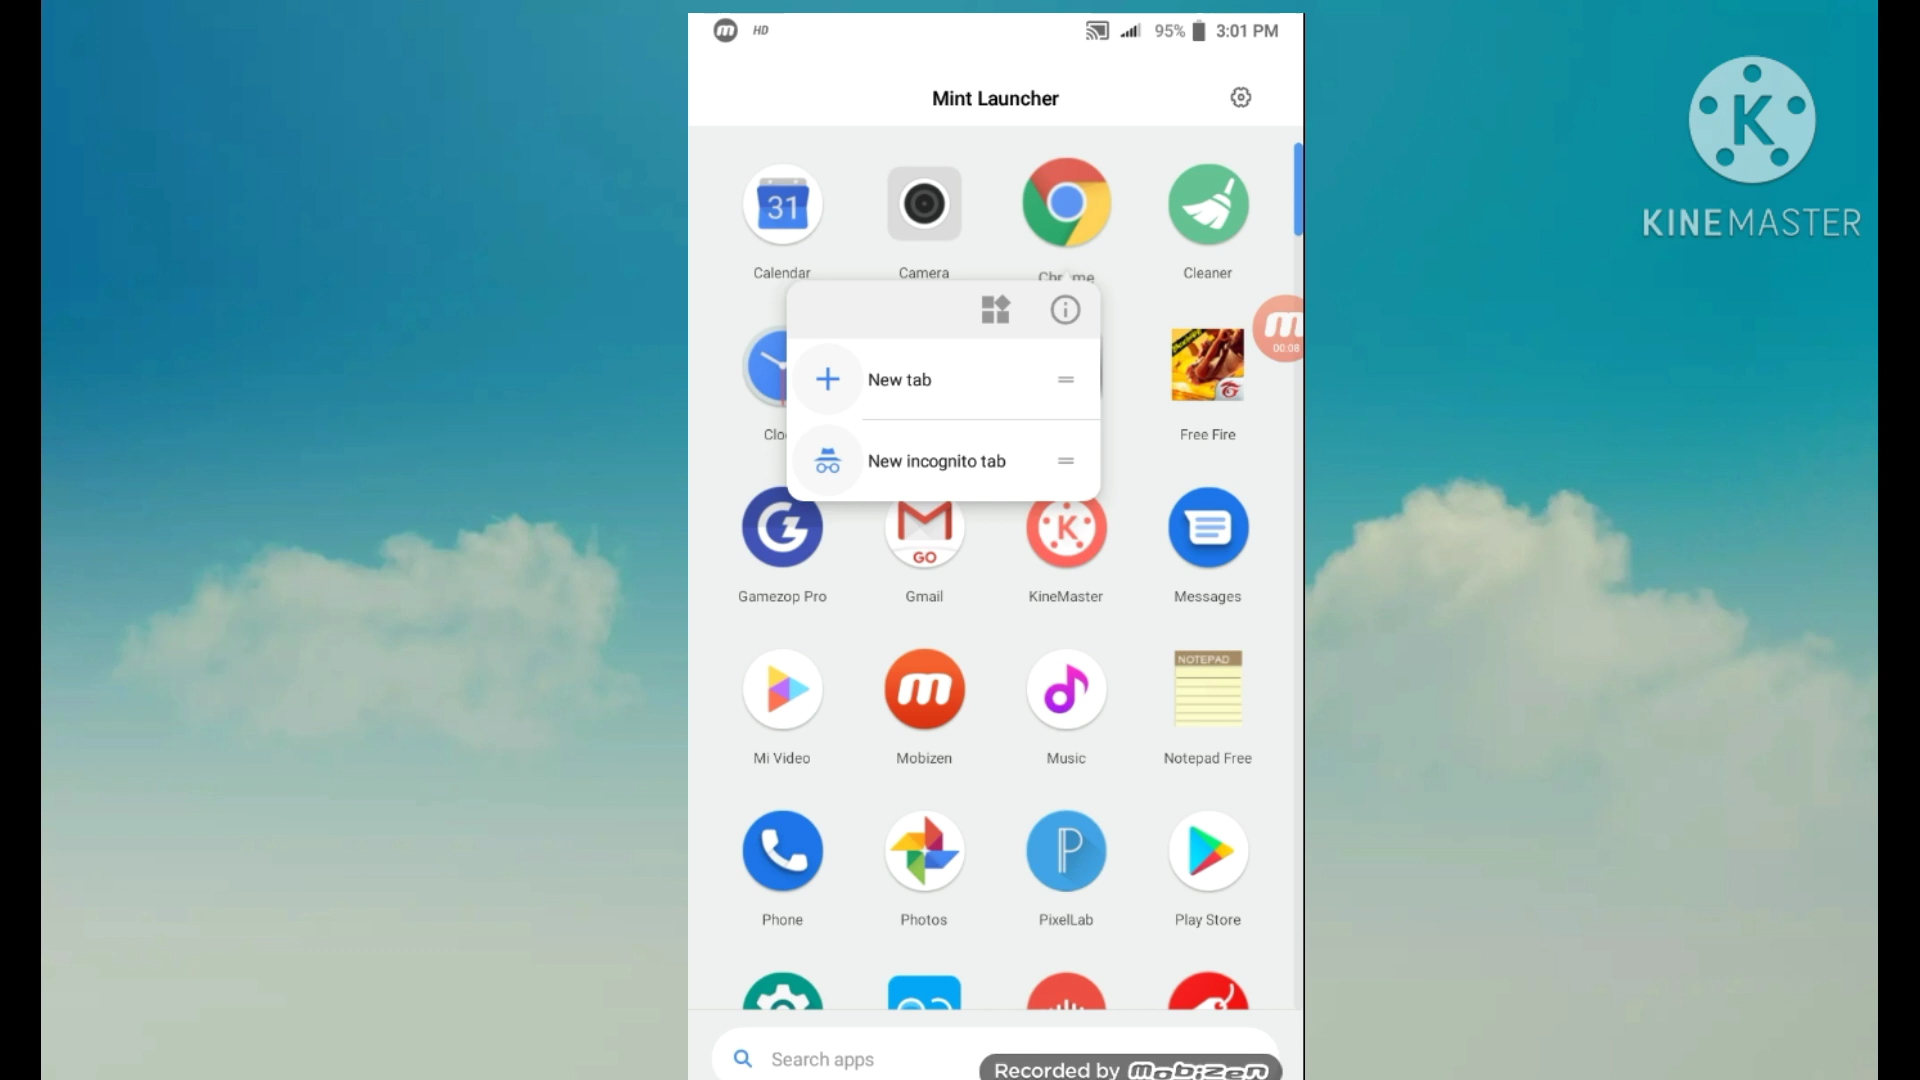 HD
95%
3:01 PM
Mint Launcher
K
KINEMASTER
31
Calendar
Camera
Chrome
Cleaner
m
00:08
New tab
New incognito tab
Clo
Free Fire
GO
K
Gamezop Pro
Gmail
KineMaster
Messages
NOTEPAD
Mi Video
Mobizen
Music
Notepad Free
P
Phone
Photos
PixelLab
Play Store
Search apps
Recorded by mobizen